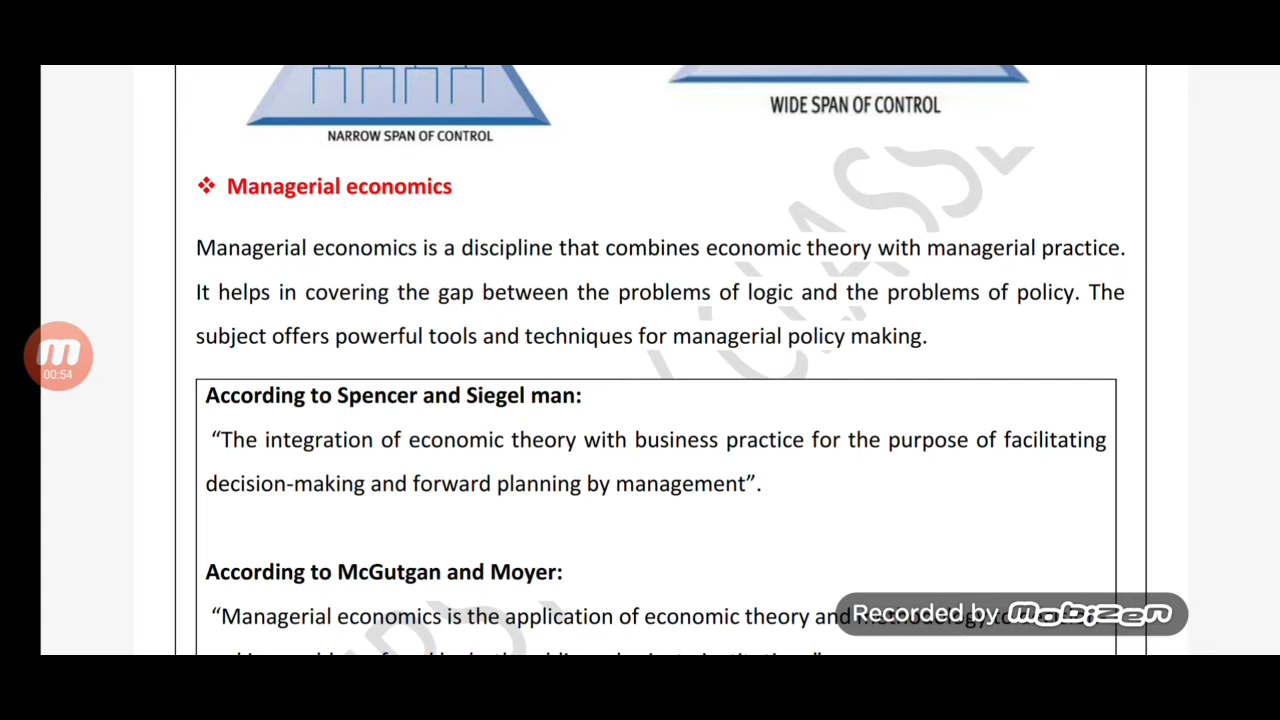 WIDE SPAN OF CONTROL
NARROW SPAN OF CONTROL
❖ Managerial economics
Managerial economics is a discipline that combines economic theory with managerial practice.
It helps in covering the gap between the problems of logic and the problems of policy. The
subject offers powerful tools and techniques for managerial policy making.
00:54
According to Spencer and Siegel man:
“The integration of economic theory with business practice for the purpose of facilitating
decision-making and forward planning by management”.
According to McGutgan and Moyer:
“Managerial economics is the application of economic theory and
Recorded by Mobizen